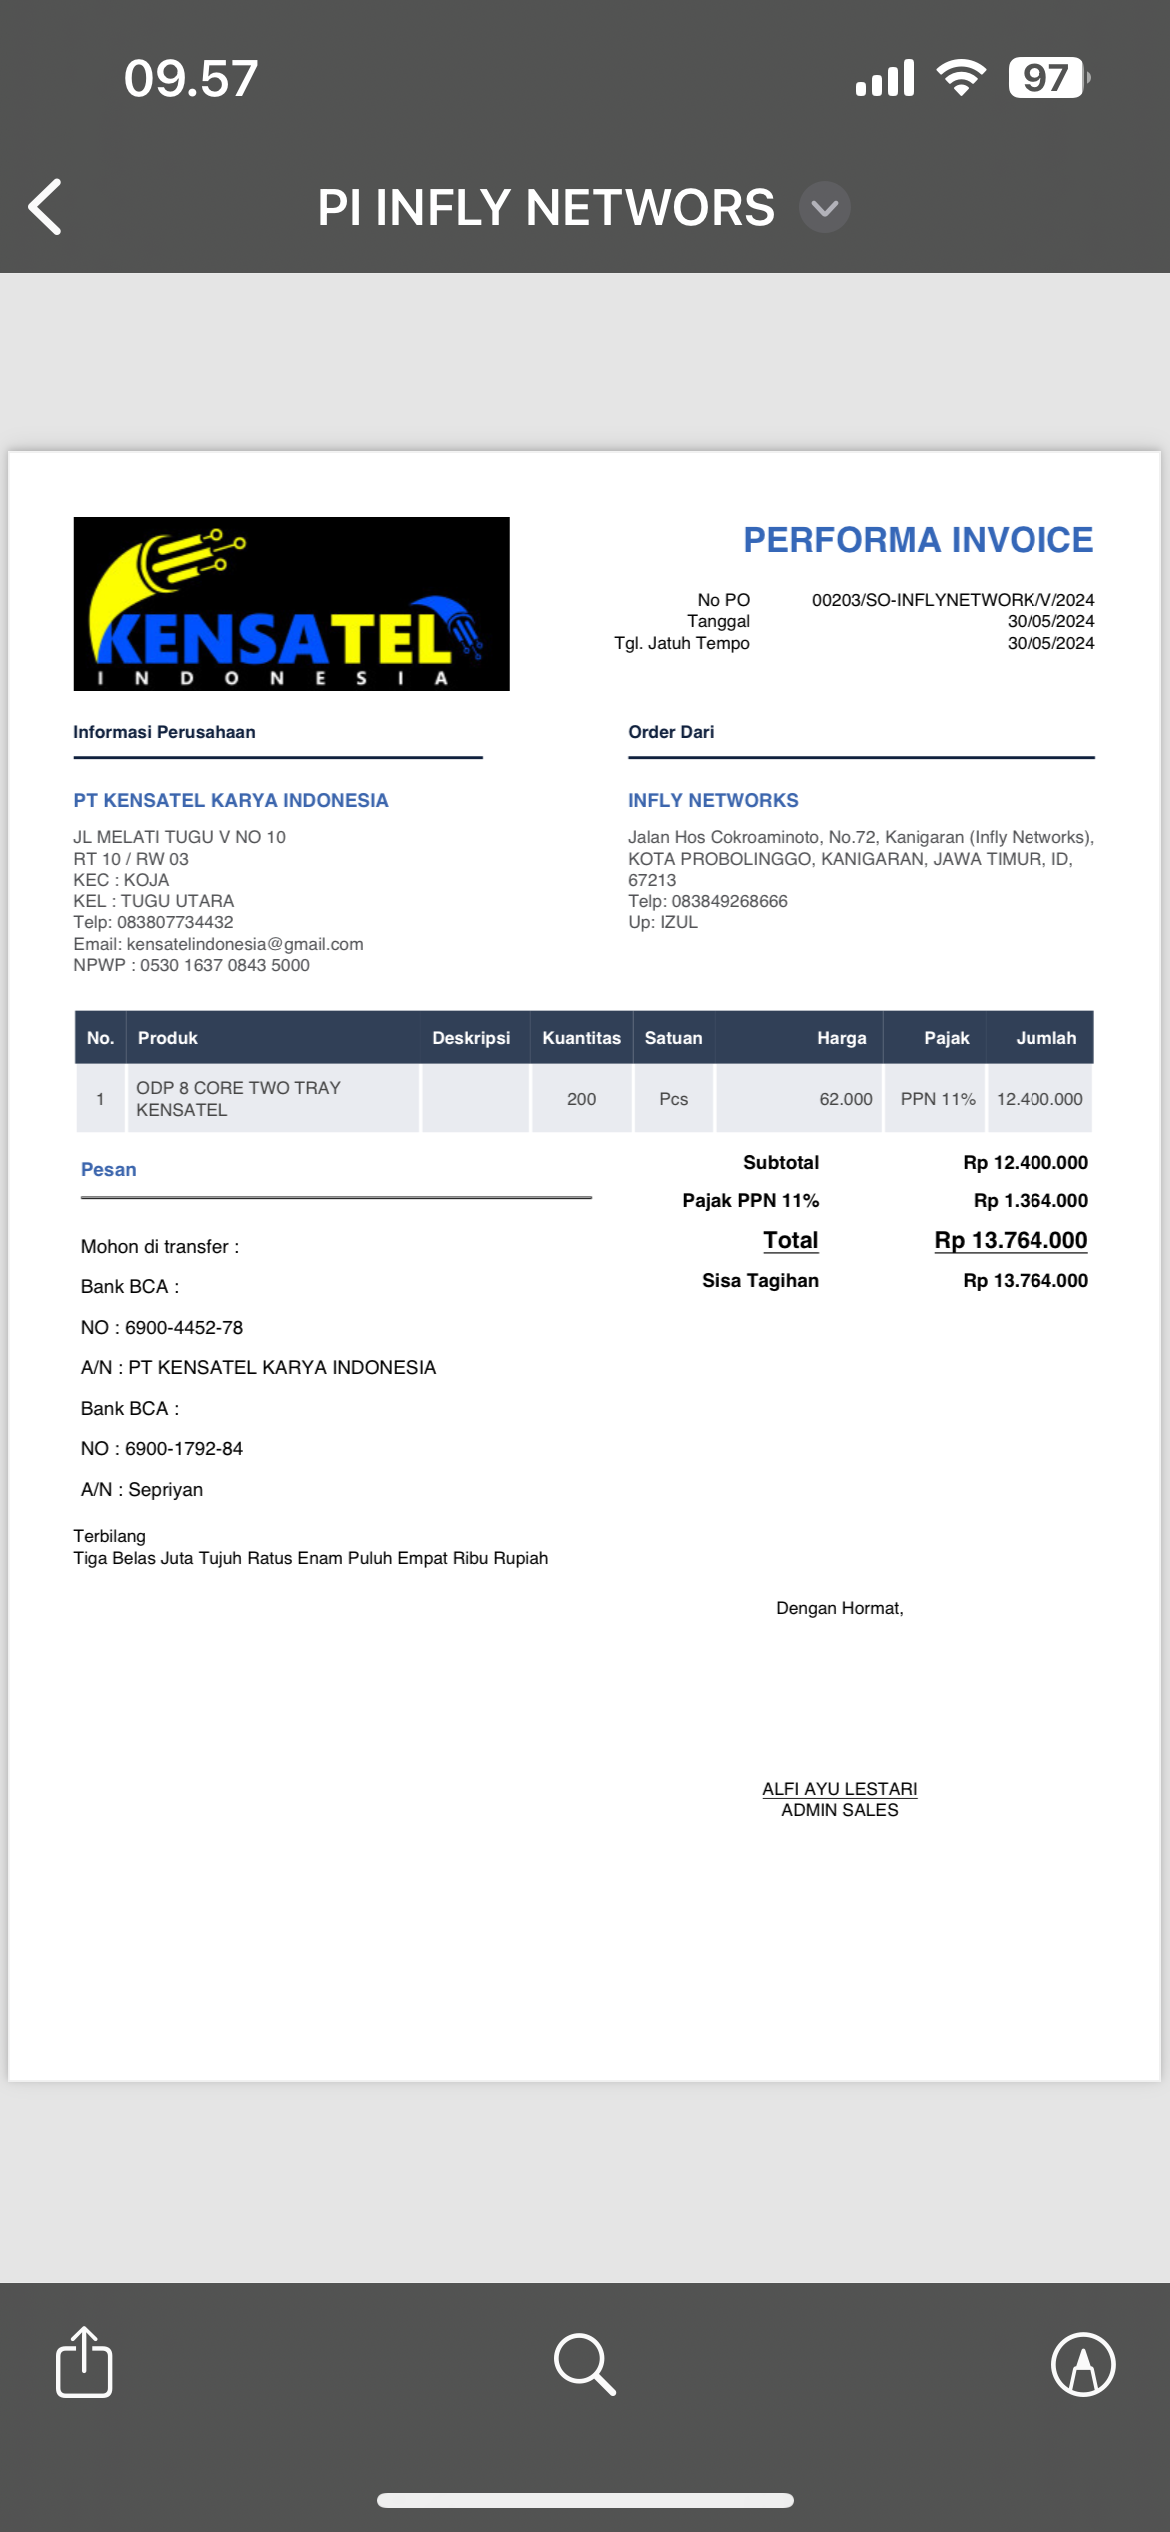 09.57
97
PI INFLY NETWORS
KENSATEL
INDONESIA
PERFORMA INVOICE
No PO 00203/SO-INFLYNETWORK/V/2024
Tanggal 30/05/2024
Tgl. Jatuh Tempo 30/05/2024
Informasi Perusahaan
PT KENSATEL KARYA INDONESIA
JL MELATI TUGU V NO 10
RT 10 / RW 03
KEC : KOJA
KEL : TUGU UTARA
Telp: 083807734432
Email: kensatelindonesia@gmail.com
NPWP : 0530 1637 0843 5000
Order Dari
INFLY NETWORKS
Jalan Hos Cokroaminoto, No.72, Kanigaran (Infly Networks),
KOTA PROBOLINGGO, KANIGARAN, JAWA TIMUR, ID,
67213
Telp: 083849268666
Up: IZUL
No. Produk Deskripsi Kuantitas Satuan Harga Pajak Jumlah
1 ODP 8 CORE TWO TRAY KENSATEL 200 Pcs 62.000 PPN 11% 12.400.000
Subtotal Rp 12.400.000
Pajak PPN 11% Rp 1.364.000
Total Rp 13.764.000
Sisa Tagihan Rp 13.764.000
Pesan
Mohon di transfer :
Bank BCA :
NO : 6900-4452-78
A/N : PT KENSATEL KARYA INDONESIA
Bank BCA :
NO : 6900-1792-84
A/N : Sepriyan
Terbilang
Tiga Belas Juta Tujuh Ratus Enam Puluh Empat Ribu Rupiah
Dengan Hormat,
ALFI AYU LESTARI
ADMIN SALES